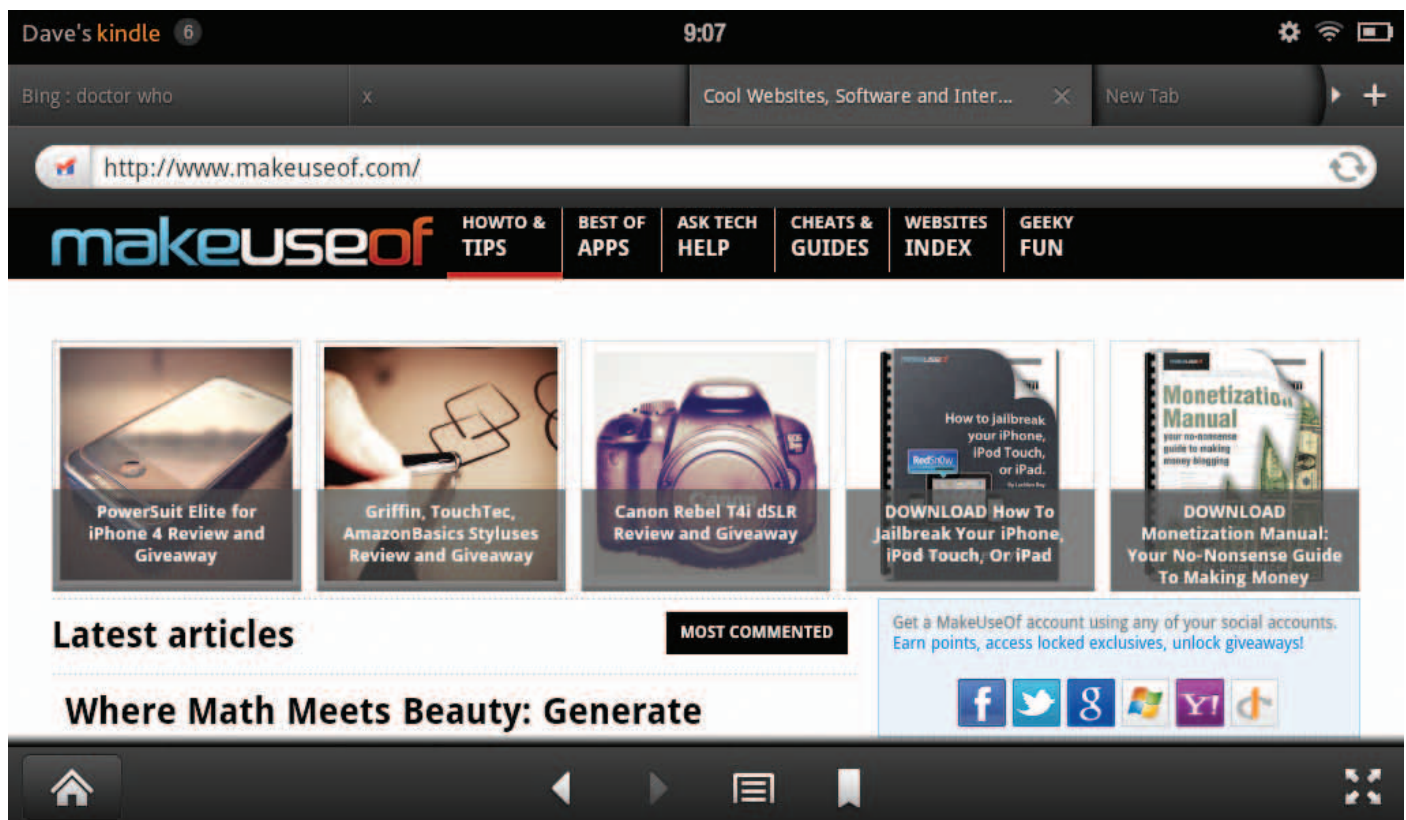 Dave's kindle 6
9:07
Bing : doctor who
x
Cool Websites, Software and Inter...
New Tab
http://www.makeuseof.com/
makeuseof
HOWTO &
TIPS
BEST OF
APPS
ASK TECH
HELP
CHEATS &
GUIDES
WEBSITES
INDEX
GEEKY
FUN
PowerSuit Elite for
iPhone 4 Review and
Giveaway
Griffin, TouchTec,
AmazonBasics Styluses
Review and Giveaway
Canon
Canon Rebel T4i dSLR
Review and Giveaway
makeuseof
How to jailbreak
your iPhone,
iPod Touch,
or iPad.
RedSn0w
DOWNLOAD How To
Jailbreak Your iPhone,
iPod Touch, Or iPad
Monetization
Manual
your no-nonsense
guide to making
money blogging
DOWNLOAD
Monetization Manual:
Your No-Nonsense Guide
To Making Money
Latest articles
MOST COMMENTED
Get a MakeUseOf account using any of your social accounts.
Earn points, access locked exclusives, unlock giveaways!
Where Math Meets Beauty: Generate
f
8
Y!